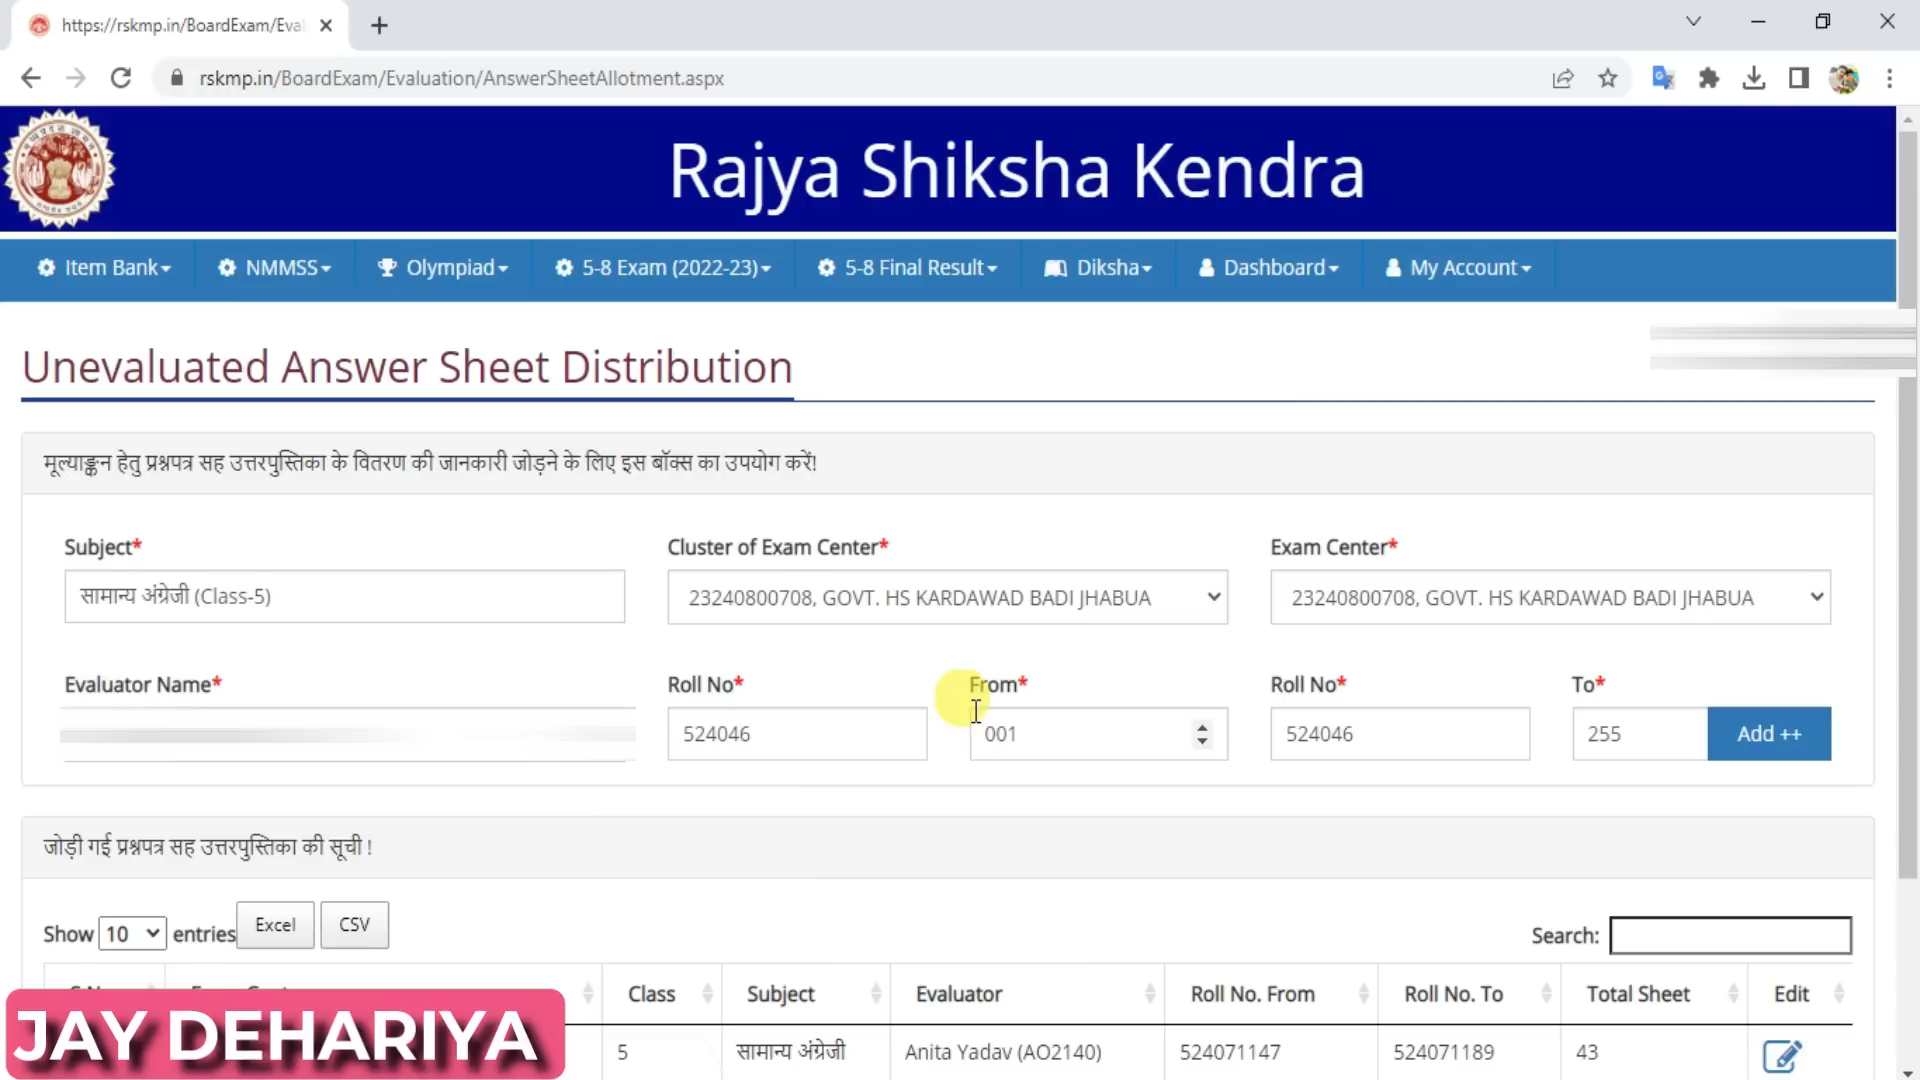 https://rskmp.in/BoardExam/Eva
rskmp.in/BoardExam/Evaluation/AnswerSheetAllotment.aspx
Rajya Shiksha Kendra
Item Bank NMMSS Olympiad 5-8 Exam (2022-23) 5-8 Final Result Diksha Dashboard My Account
Unevaluated Answer Sheet Distribution
मूल्याङ्कन हेतु प्रश्नपत्र सह उत्तरपुस्तिका के वितरण की जानकारी जोड़ने के लिए इस बॉक्स का उपयोग करें!
Subject* Cluster of Exam Center* Exam Center*
सामान्य अंग्रेजी (Class-5) 23240800708, GOVT. HS KARDAWAD BADI JHABUA 23240800708, GOVT. HS KARDAWAD BADI JHABUA
Evaluator Name* Roll No* From* Roll No* To*
524046 001 524046 255 Add ++
जोड़ी गई प्रश्नपत्र सह उत्तरपुस्तिका की सूची !
Show 10 entries Excel CSV Search:
Class Subject Evaluator Roll No. From Roll No. To Total Sheet Edit
5 सामान्य अंग्रेजी Anita Yadav (AO2140) 524071147 524071189 43
JAY DEHARIYA